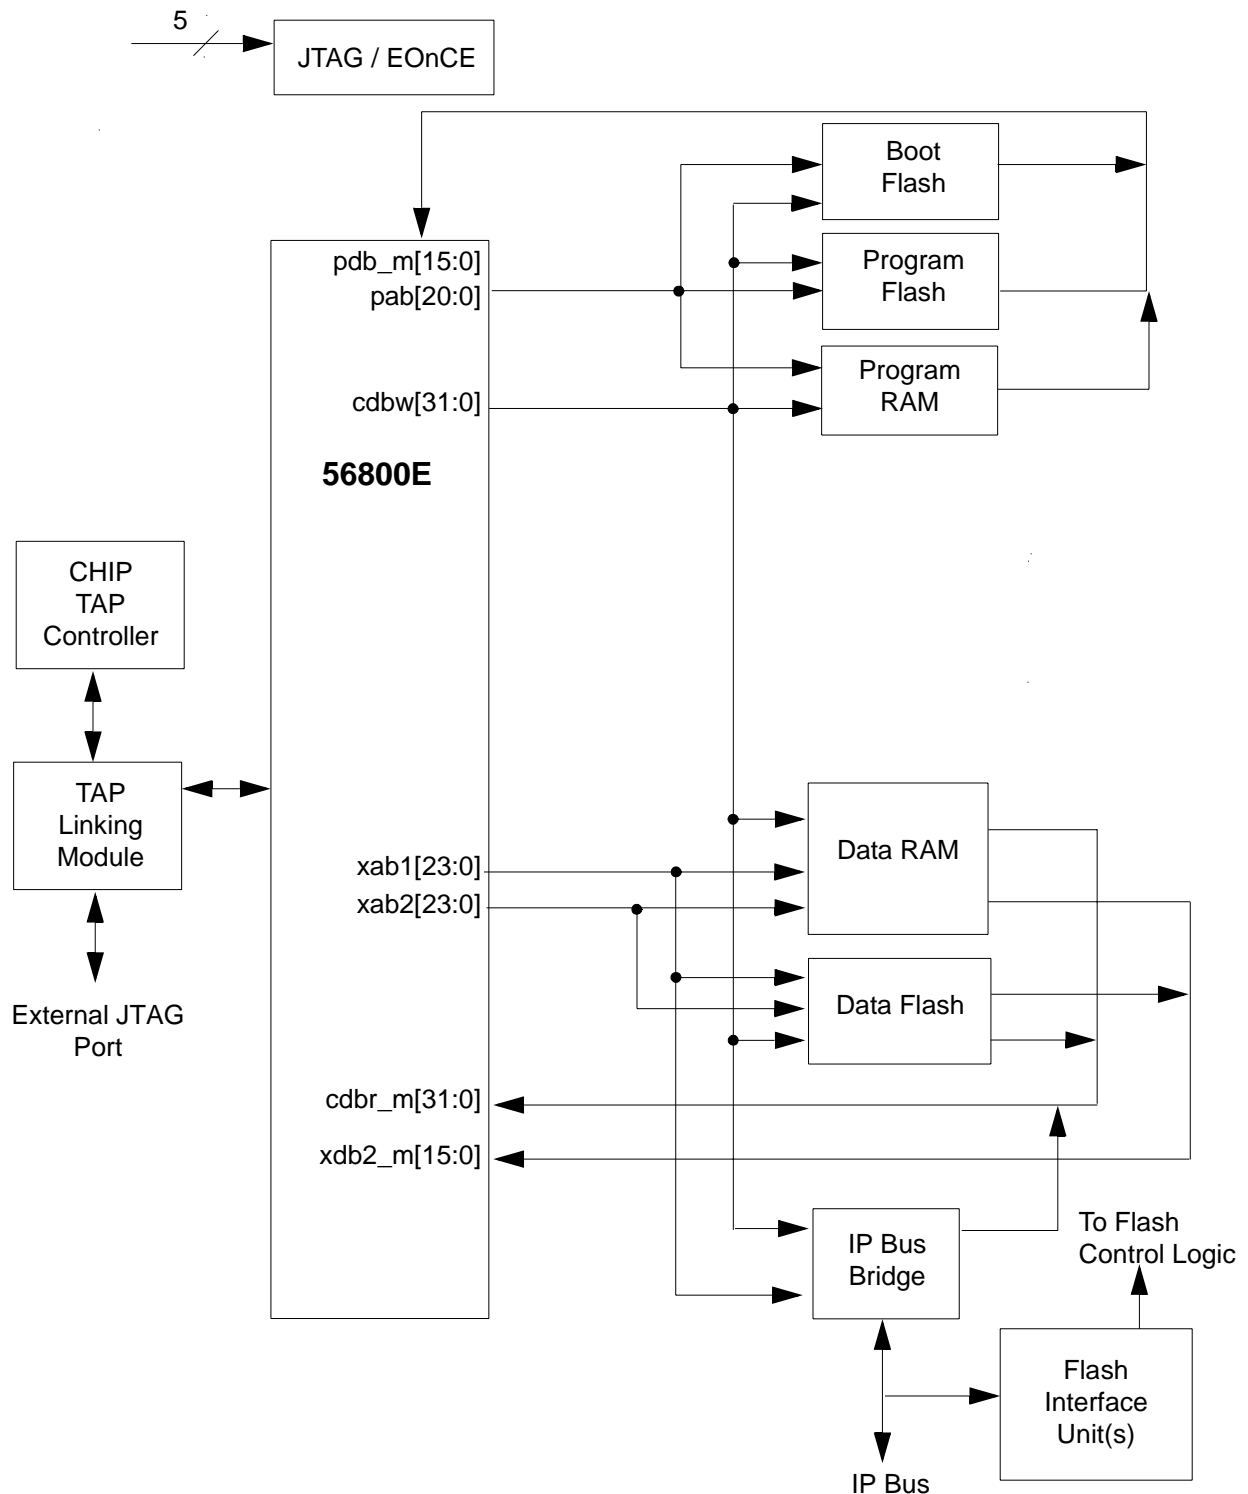 5
JTAG / EOnCE
Boot
Flash
pdb_m[15:0]
pab[20:0]
Program
Flash
cdbw[31:0]
Program
RAM
56800E
CHIP
TAP
Controller
TAP
Linking
Module
External JTAG
Port
xab1[23:0]
xab2[23:0]
Data RAM
Data Flash
cdbr_m[31:0]
xdb2_m[15:0]
IP Bus
Bridge
To Flash
Control Logic
Flash
Interface
Unit(s)
IP Bus